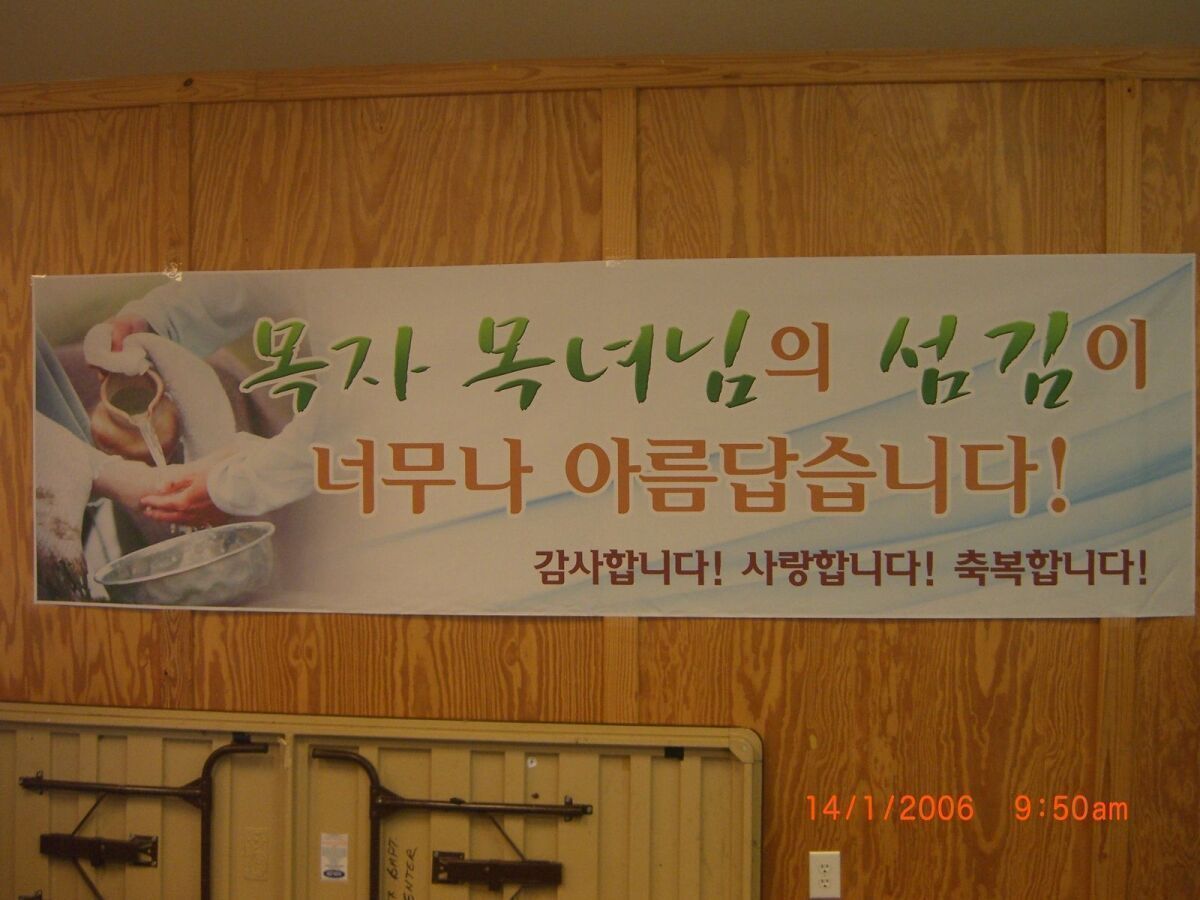 목자 목녀님의 섬김이
너무나 아름답습니다!
감사합니다! 사랑합니다! 축복합니다!
14/1/2006 9:50am
BAPT
ENTER